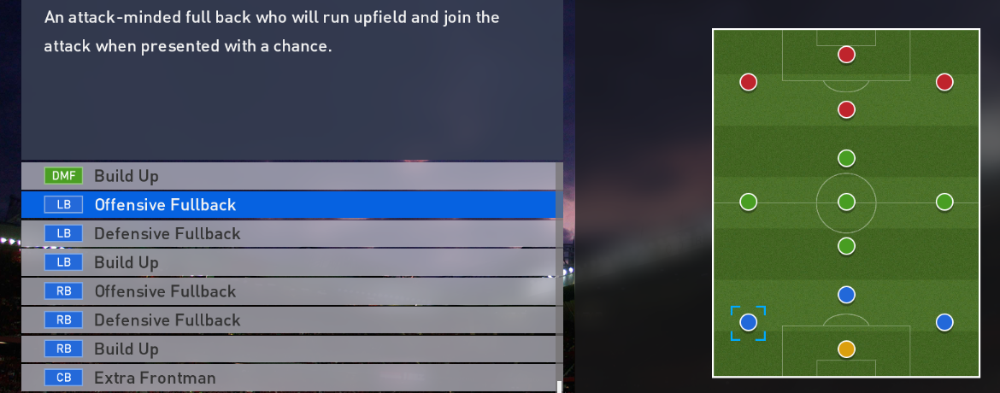 An attack-minded full back who will run upfield and join the
attack when presented with a chance.
DMF Build Up
LB Offensive Fullback
LB Defensive Fullback
LB Build Up
RB Offensive Fullback
RB Defensive Fullback
RB Build Up
CB Extra Frontman